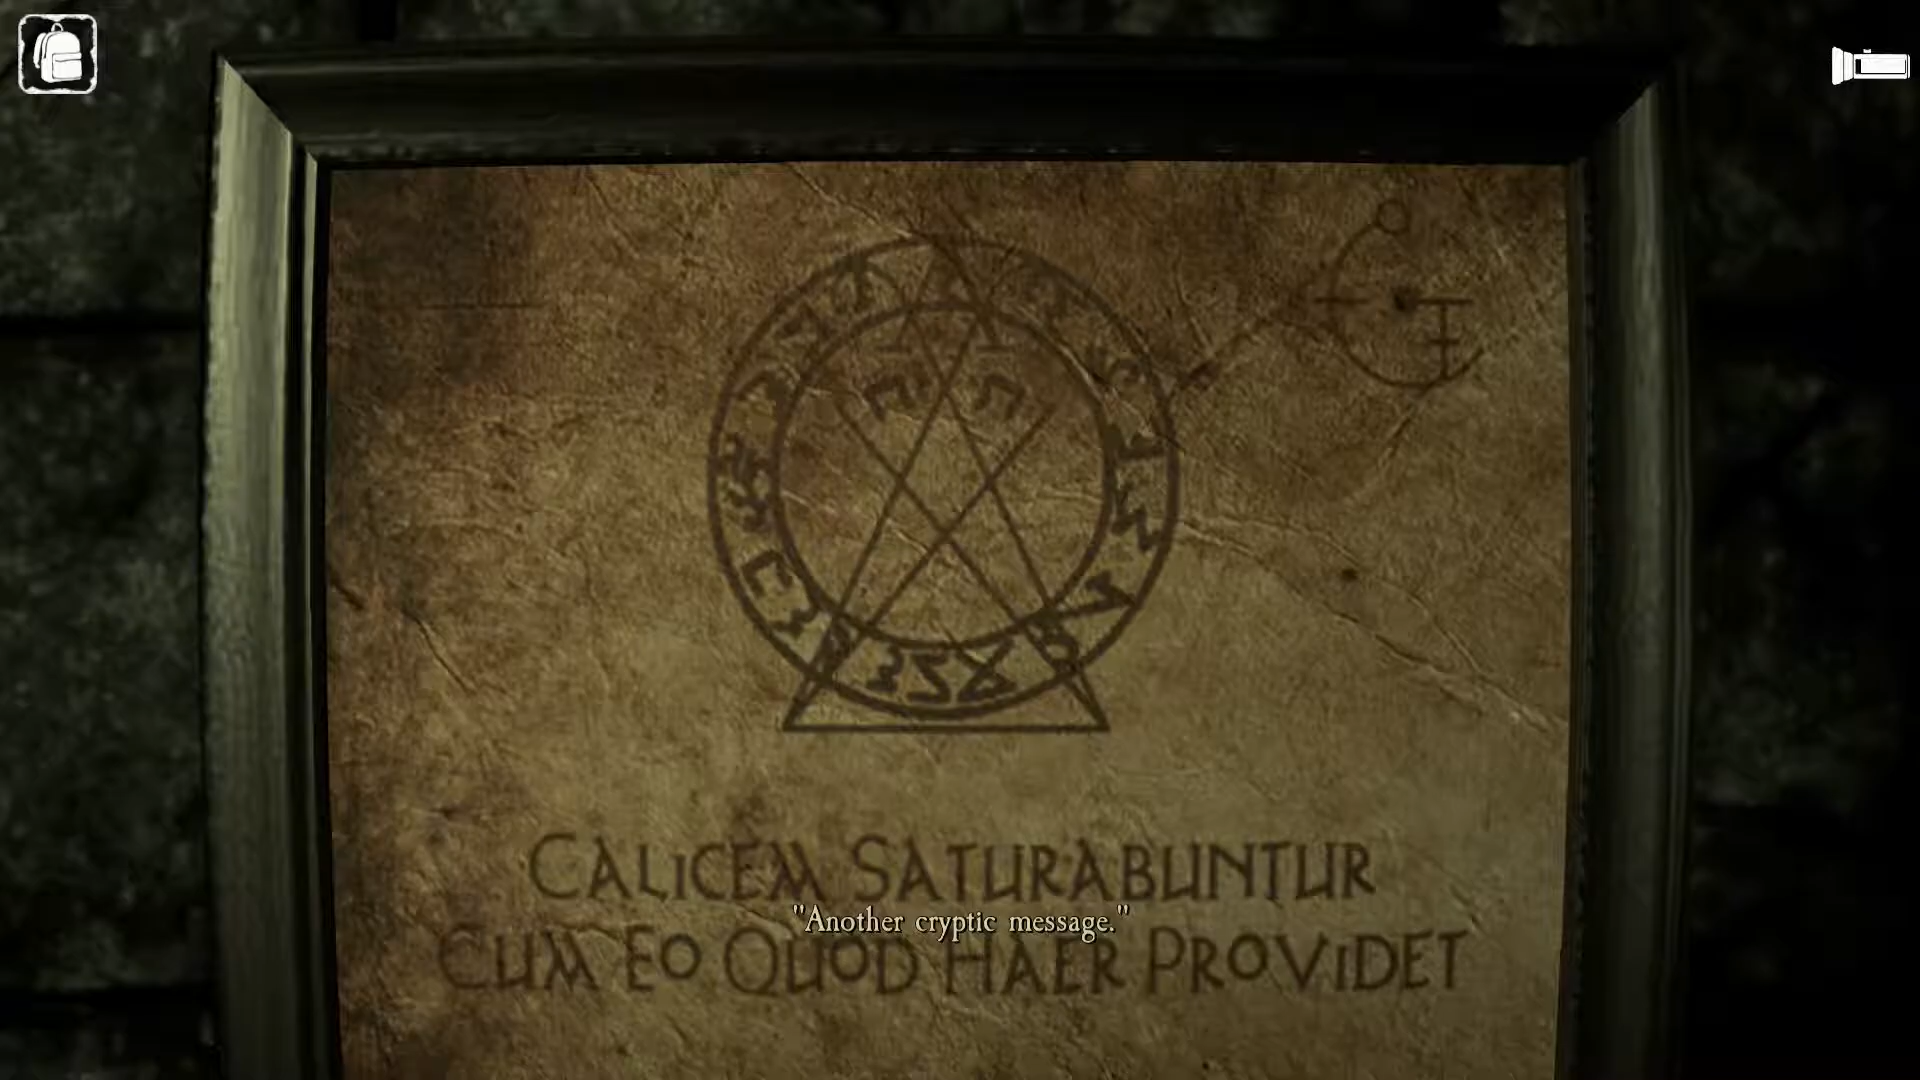 CALiCEM SATURABUNTUR
"Another cryptic message."
CUM EO QUOD HAER PROViDET